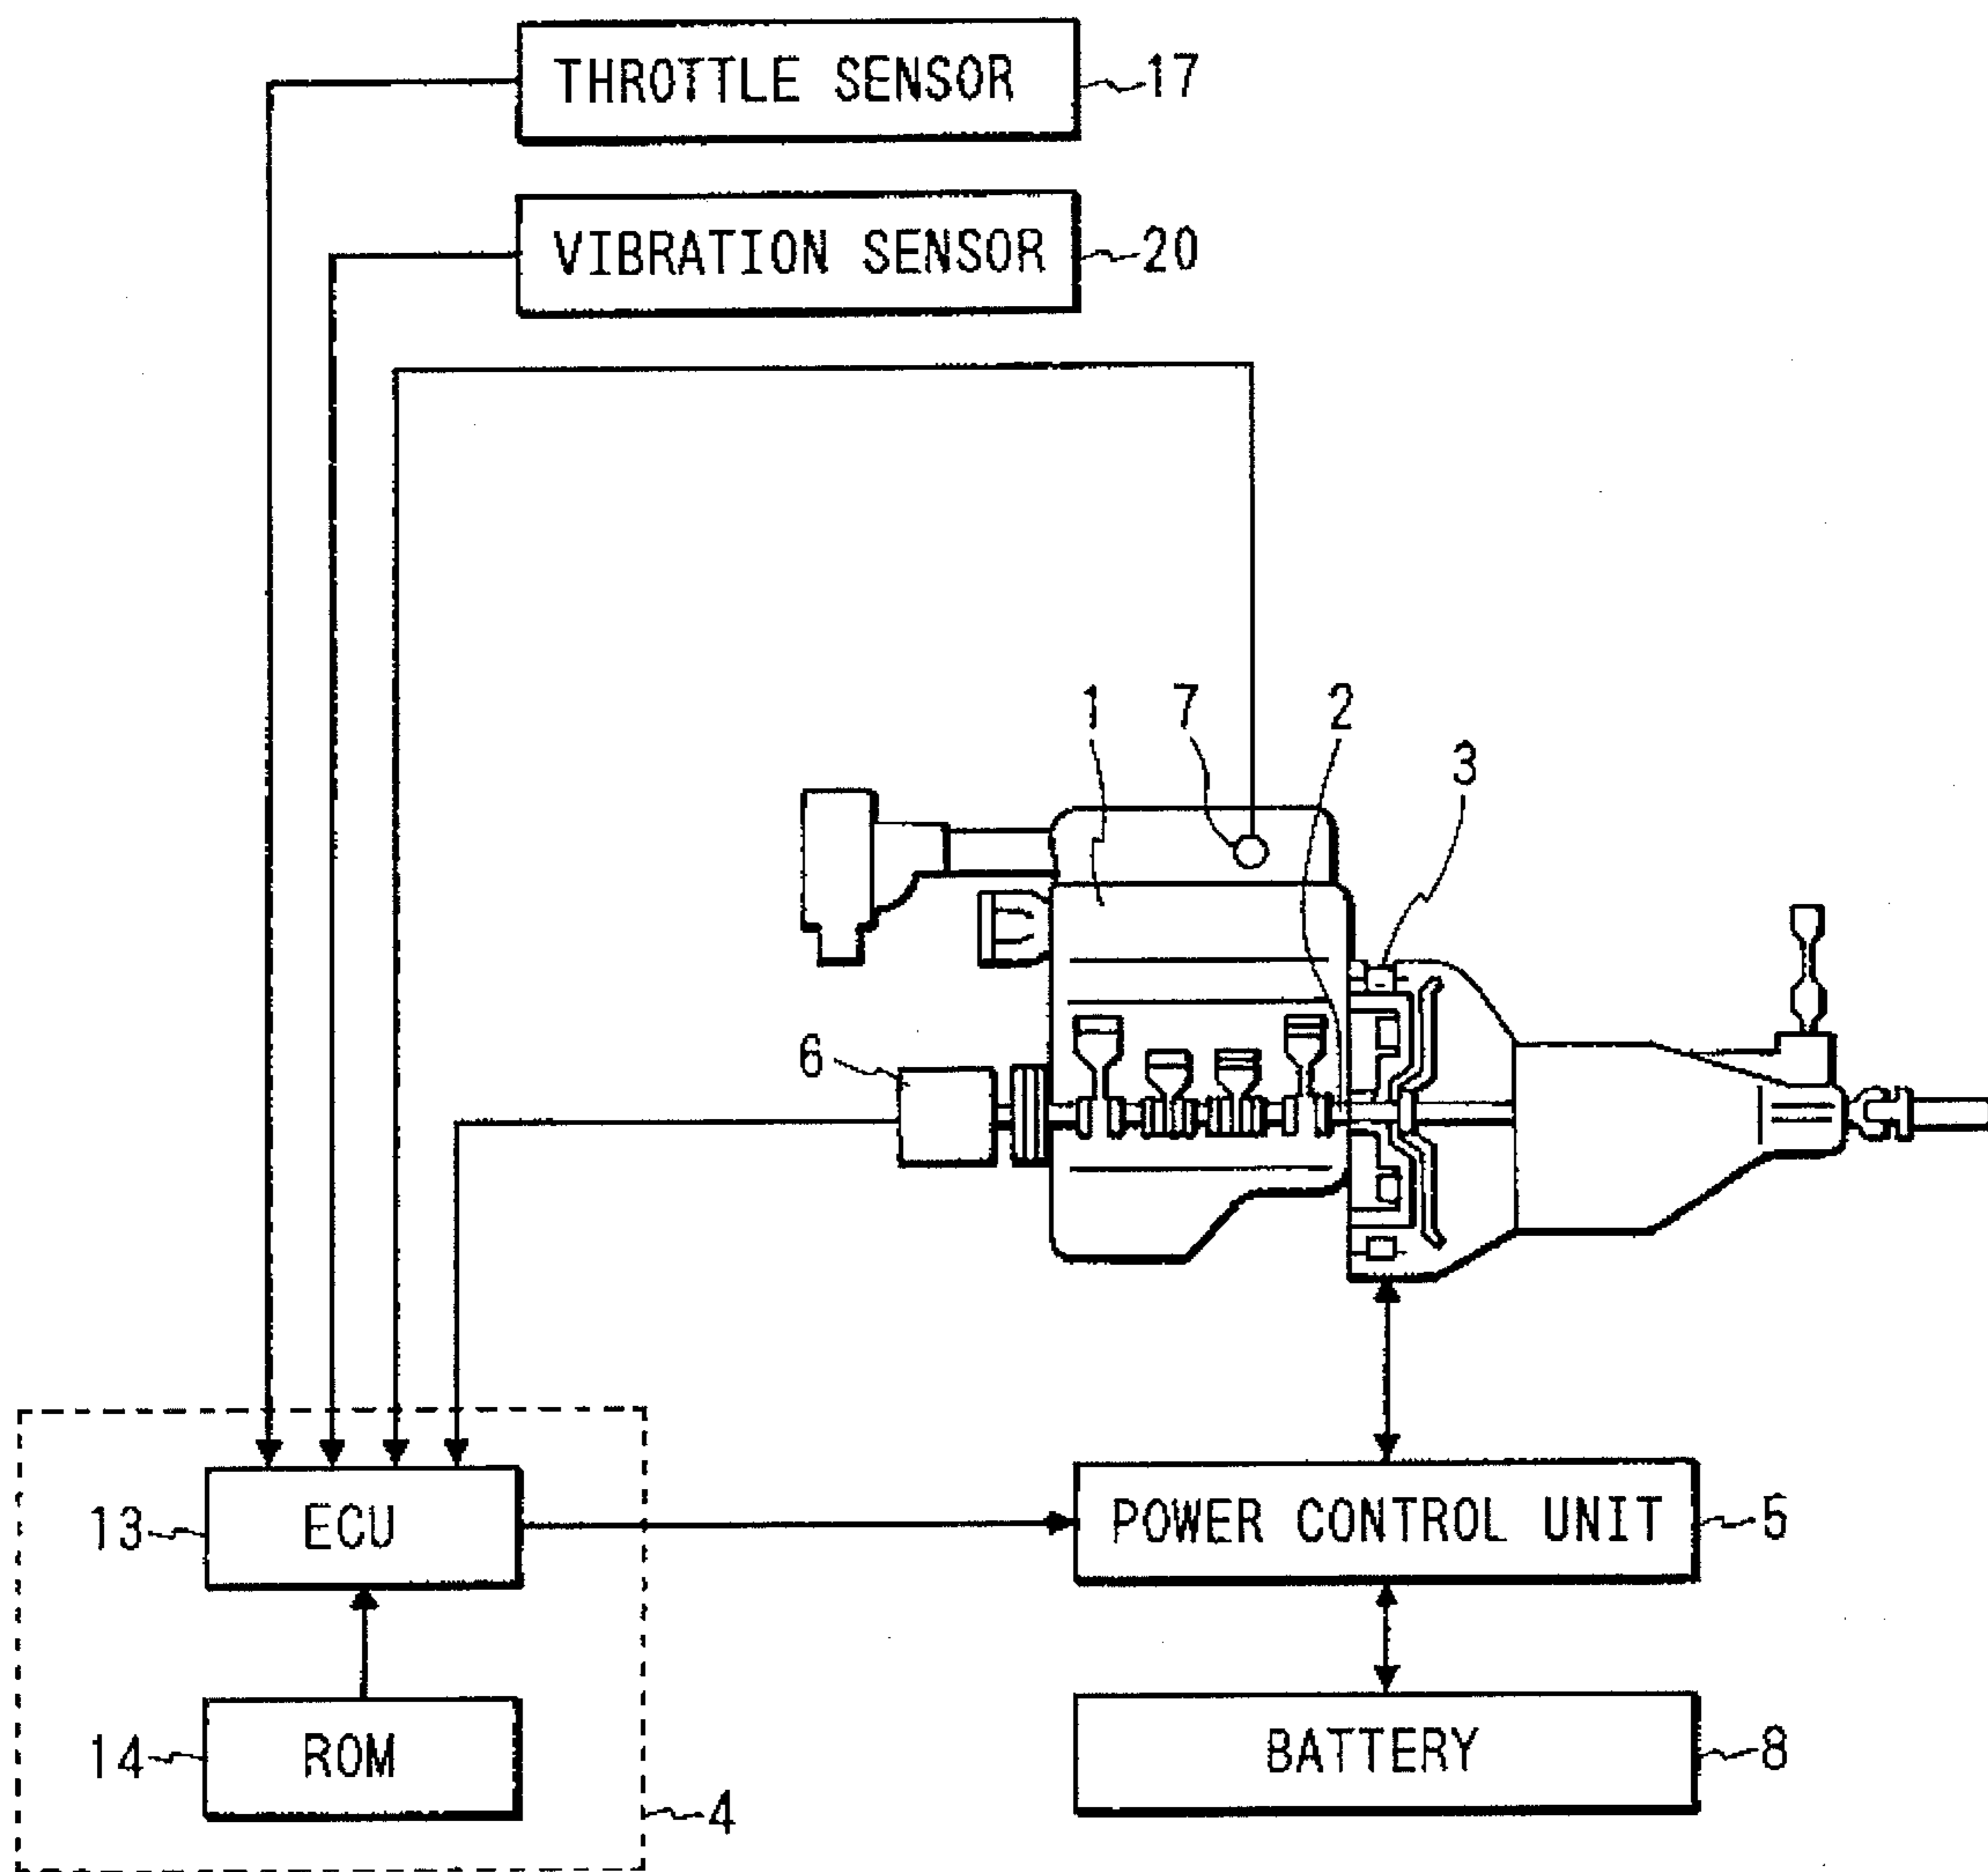 THROTTLE SENSOR 17
VIBRATION SENSOR 20
1 7 2 3
6
13 ECU
POWER CONTROL UNIT 5
14 ROM
BATTERY 8
4